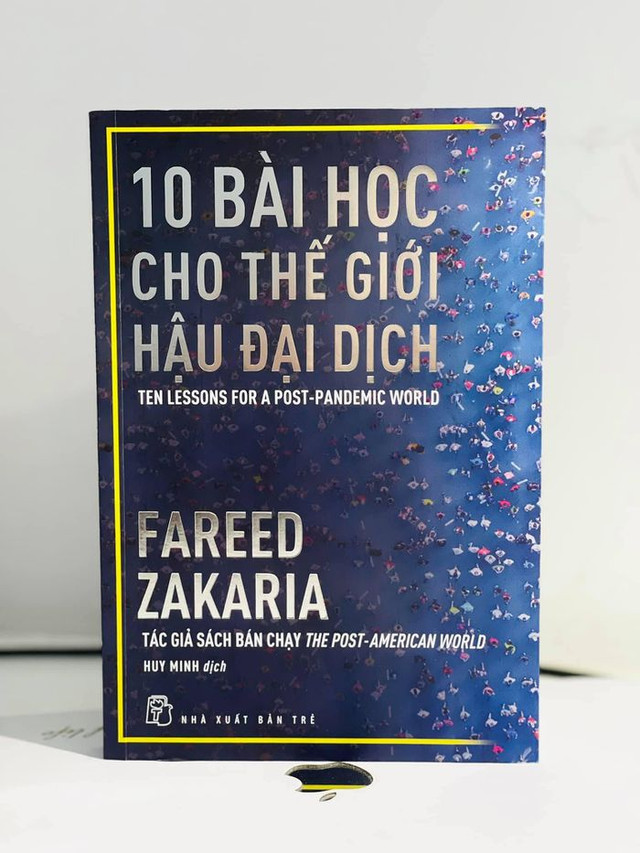 10 BÀI HỌC
CHO THẾ GIỚI
HẬU ĐẠI DỊCH
TEN LESSONS FOR A POST-PANDEMIC WORLD
FAREED
ZAKARIA
TÁC GIẢ SÁCH BÁN CHẠY THE POST-AMERICAN WORLD
HUY MINH dịch
NHÀ XUẤT BẢN TRẺ